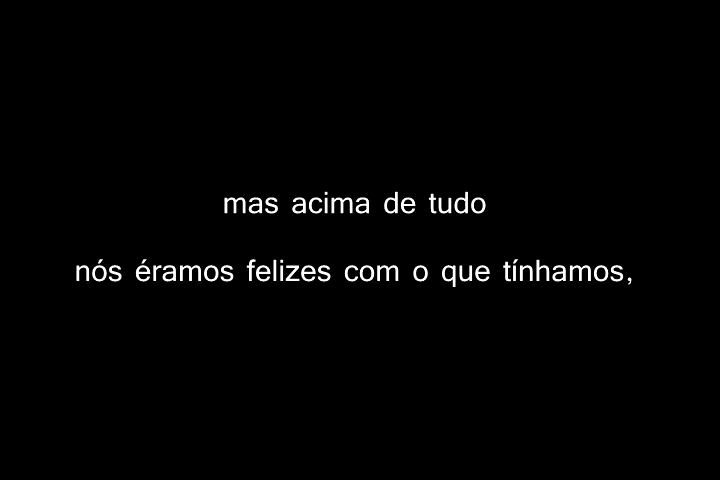 mas acima de tudo
nós éramos felizes com o que tínhamos,